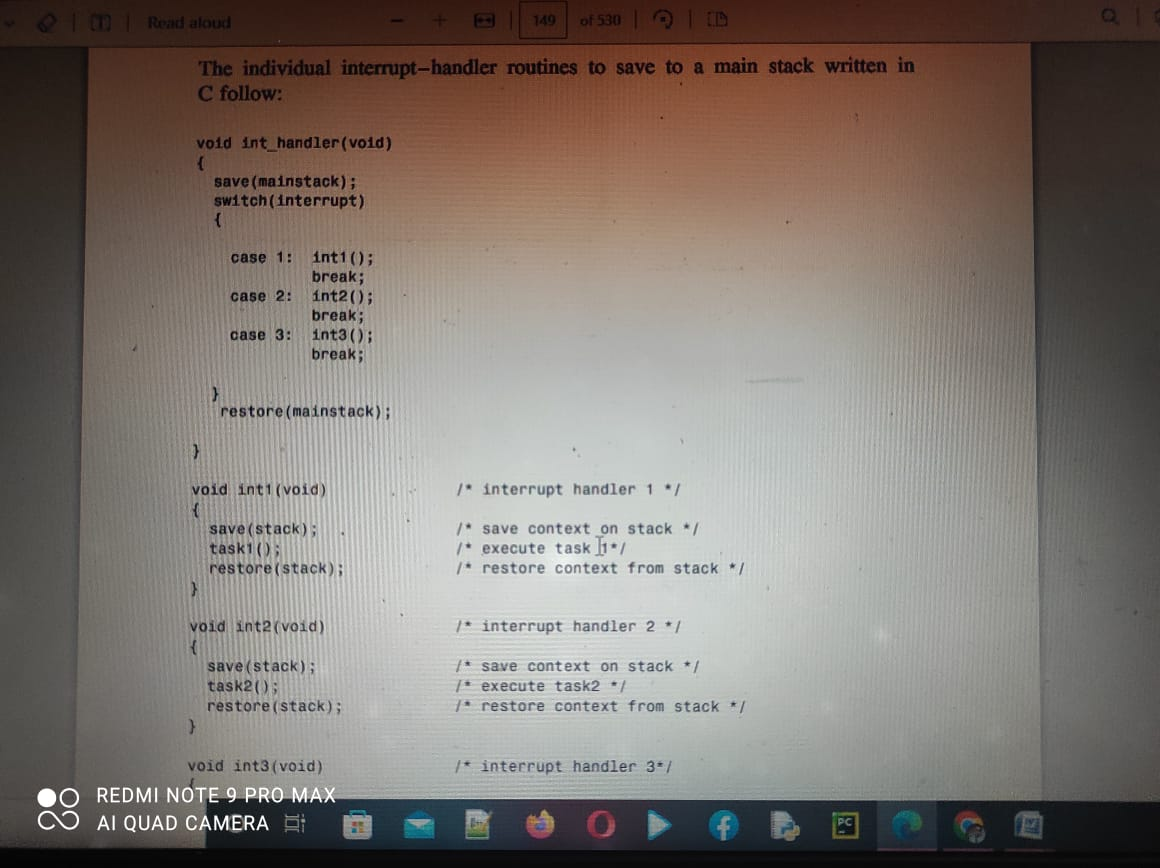 Read aloud
149 of 530
The individual interrupt-handler routines to save to a main stack written in
C follow:
void int_handler(void)
{
save(mainstack);
switch(interrupt)
{
case 1: int1();
break;
case 2: int2();
break;
case 3: int3();
break;
}
restore(mainstack);
}
void int1(void) /* interrupt handler 1 */
{
save(stack); /* save context on stack */
task1(); /* execute task 1*/
restore(stack); /* restore context from stack */
}
void int2(void) /* interrupt handler 2 */
{
save(stack); /* save context on stack */
task2(); /* execute task2 */
restore(stack); /* restore context from stack */
}
void int3(void) /* interrupt handler 3*/
{
REDMI NOTE 9 PRO MAX
AI QUAD CAMERA
PC